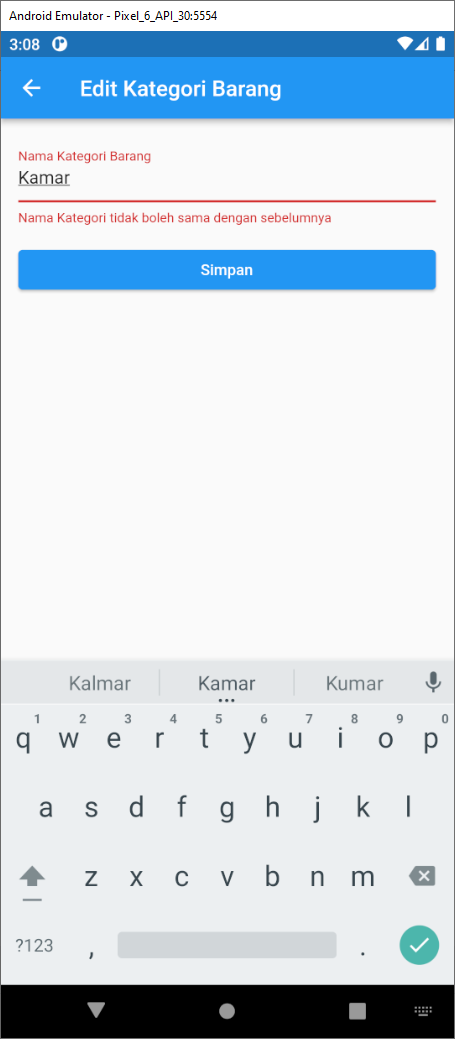 Android Emulator - Pixel_6_API_30:5554
3:08
Edit Kategori Barang
Nama Kategori Barang
Kamar
Nama Kategori tidak boleh sama dengan sebelumnya
Simpan
Kalmar Kamar Kumar
1 2 3 4 5 6 7 8 9 0
q w e r t y u i o p
a s d f g h j k l
z x c v b n m
?123 , .